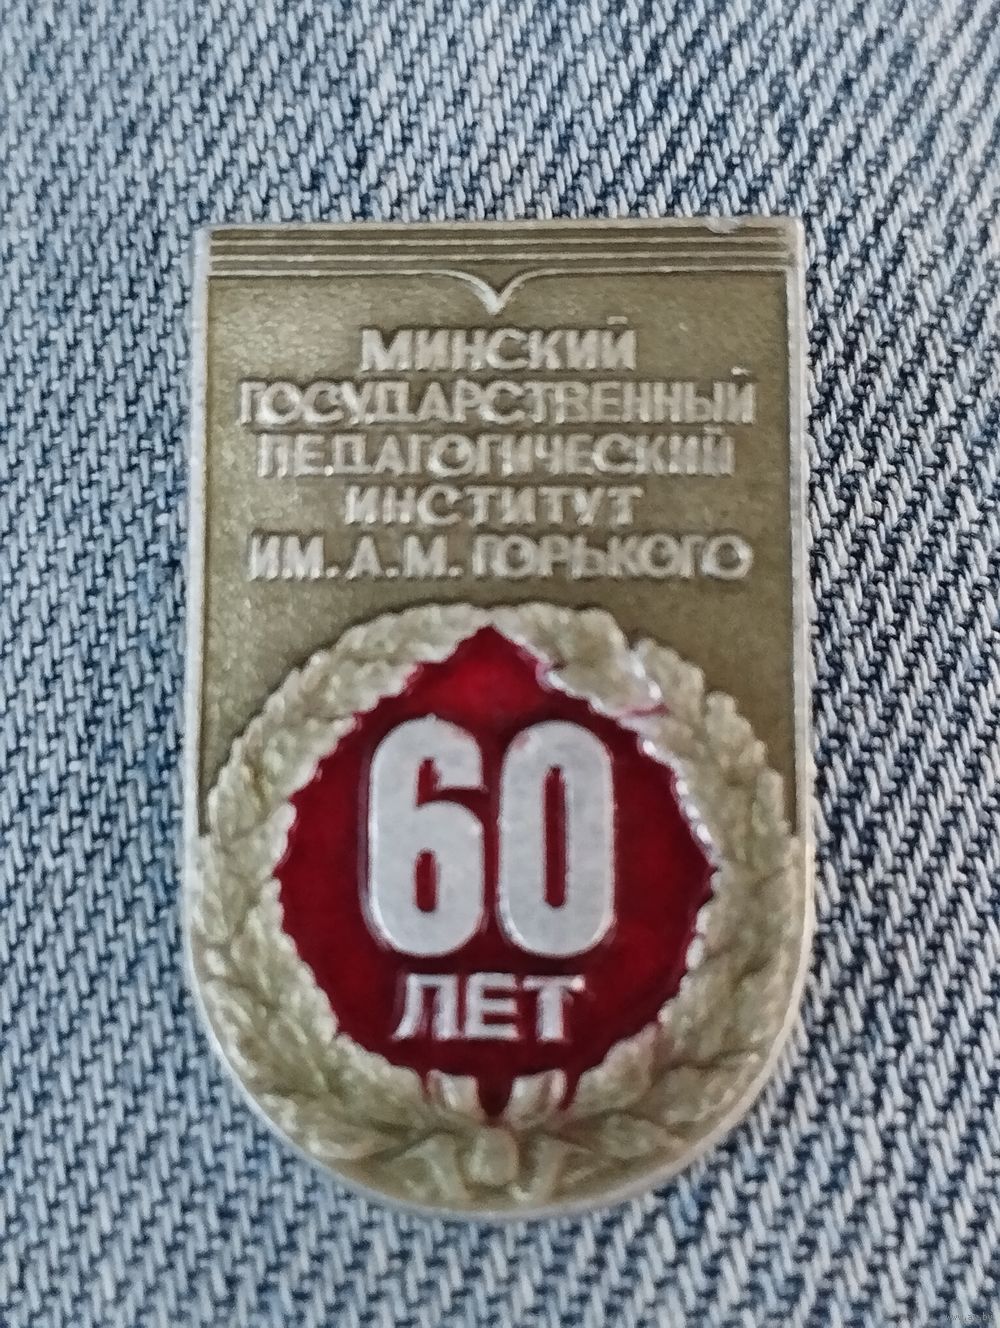 МИНСКИЙ
ГОСУДАРСТВЕННЫЙ
ПЕДАГОГИЧЕСКИЙ
ИНСТИТУТ
ИМ. А.М. ГОРЬКОГО
60
ЛЕТ